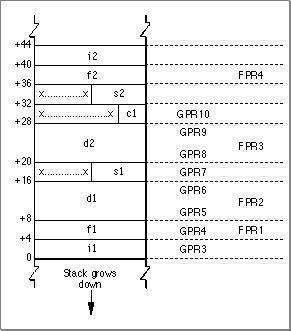 +44
i2
+40
f2 FPR4
+36
x..............x s2
+32
x......................x c1 GPR10
+28
GPR9
d2 FPR3
GPR8
+20
x..............x s1 GPR7
+16
GPR6
d1 FPR2
GPR5
+8
f1 GPR4 FPR1
+4
i1 GPR3
0
Stack grows
down